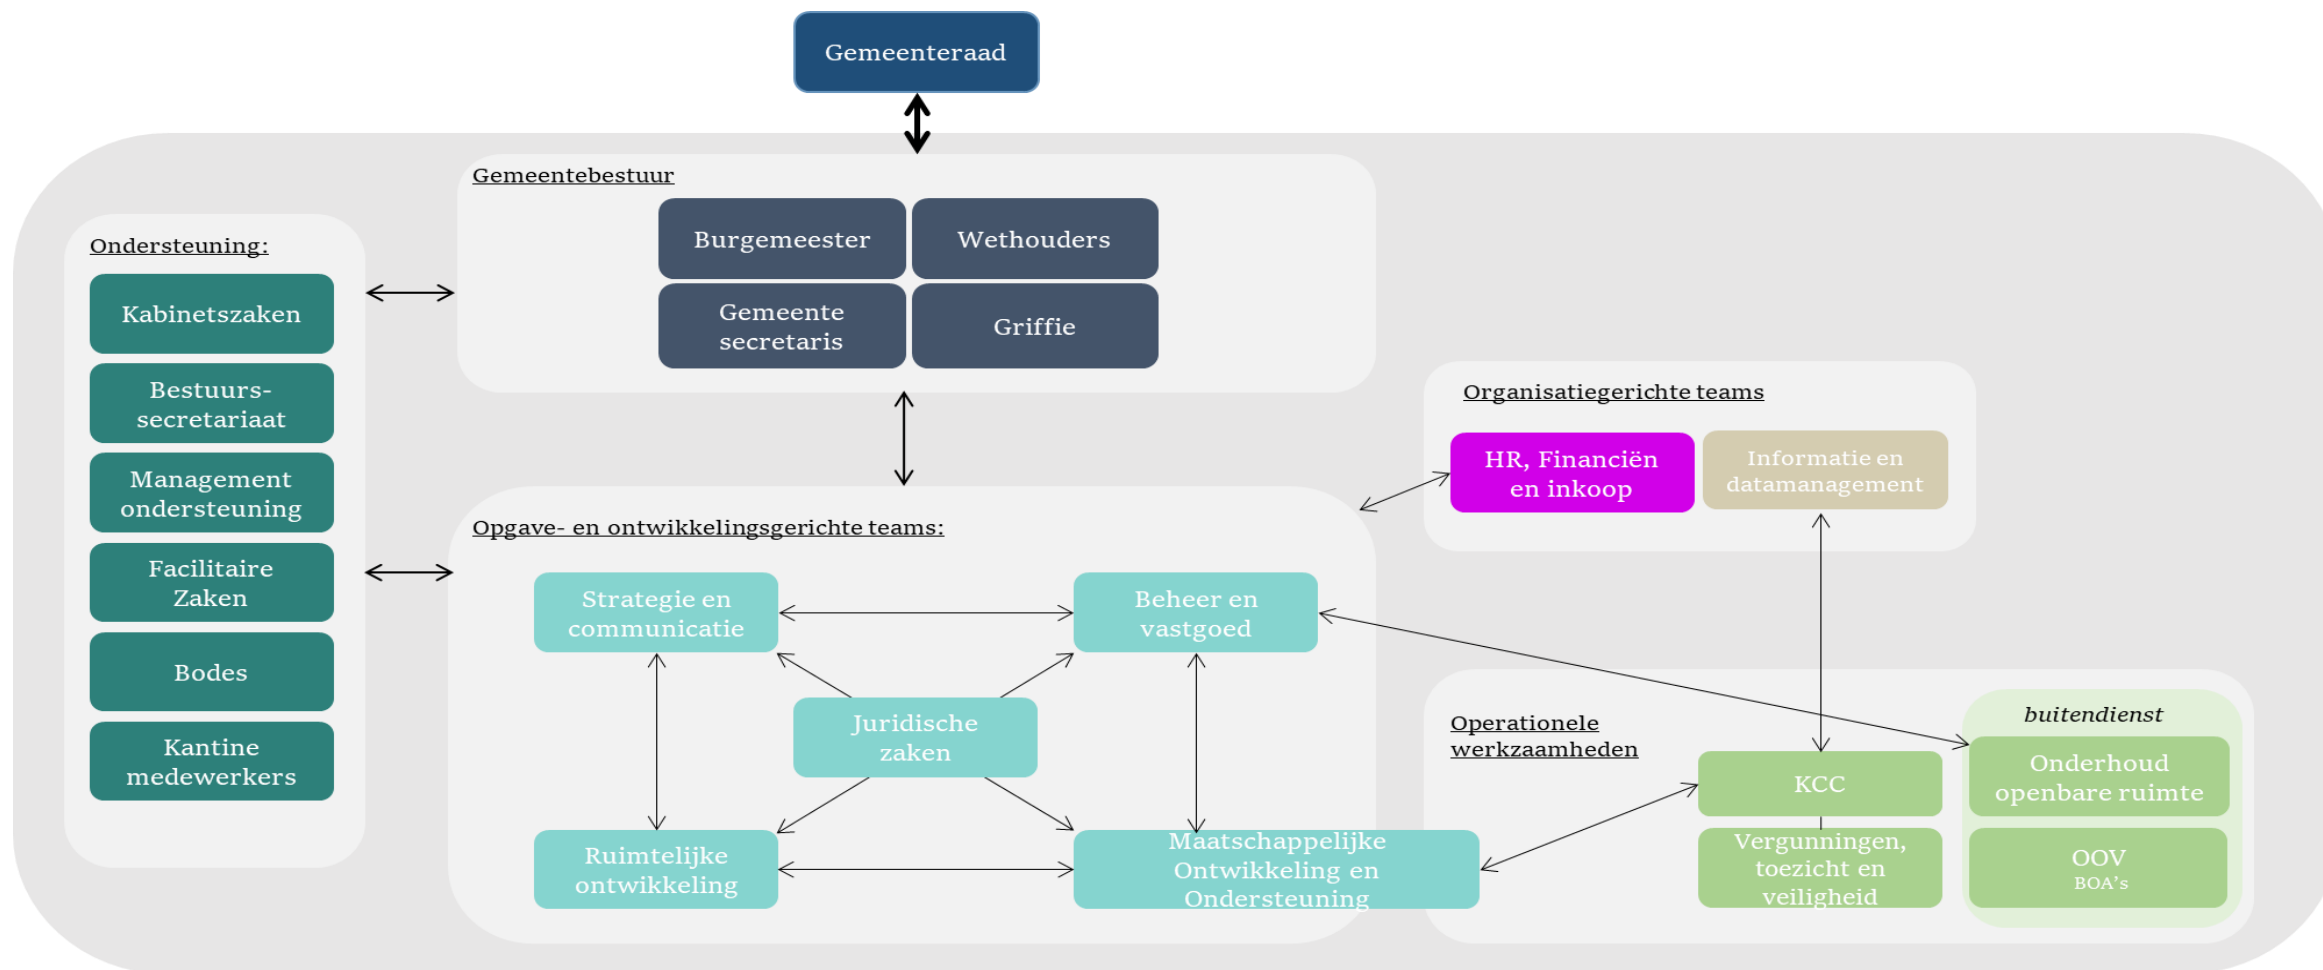 Gemeenteraad
Gemeentebestuur
Burgemeester
Wethouders
Gemeente
secretaris
Griffie
Ondersteuning:
Kabinetszaken
Bestuurs-
secretariaat
Management
ondersteuning
Facilitaire
Zaken
Bodes
Kantine
medewerkers
Opgave- en ontwikkelingsgerichte teams:
Strategie en
communicatie
Beheer en
vastgoed
Juridische
zaken
Ruimtelijke
ontwikkeling
Maatschappelijke
Ontwikkeling en
Ondersteuning
Organisatiegerichte teams
HR, Financiën
en inkoop
Informatie en
datamanagement
Operationele
werkzaamheden
KCC
Vergunningen,
toezicht en
veiligheid
buitendienst
Onderhoud
openbare ruimte
OOV
BOA's